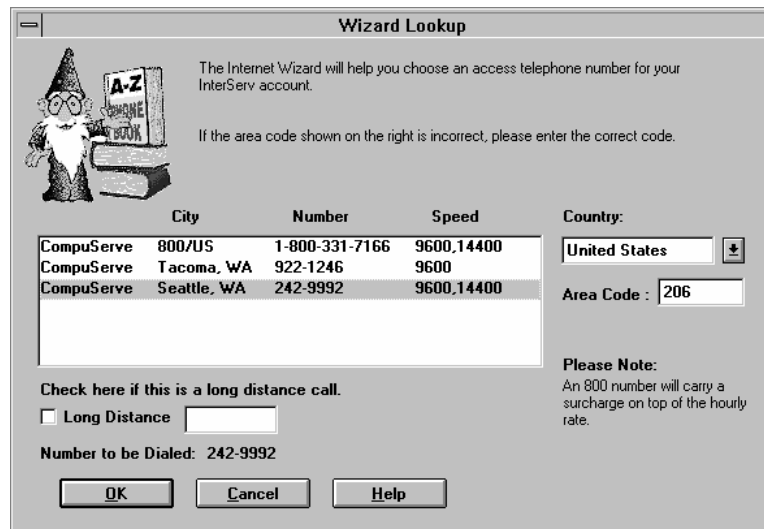 Wizard Lookup
A-Z
PHONE
BOOK
The Internet Wizard will help you choose an access telephone number for your
InterServ account.
If the area code shown on the right is incorrect, please enter the correct code.
City Number Speed
CompuServe 800/US 1-800-331-7166 9600,14400
CompuServe Tacoma, WA 922-1246 9600
CompuServe Seattle, WA 242-9992 9600,14400
Country:
United States
Area Code : 206
Please Note:
An 800 number will carry a
surcharge on top of the hourly
rate.
Check here if this is a long distance call.
Long Distance
Number to be Dialed: 242-9992
OK Cancel Help